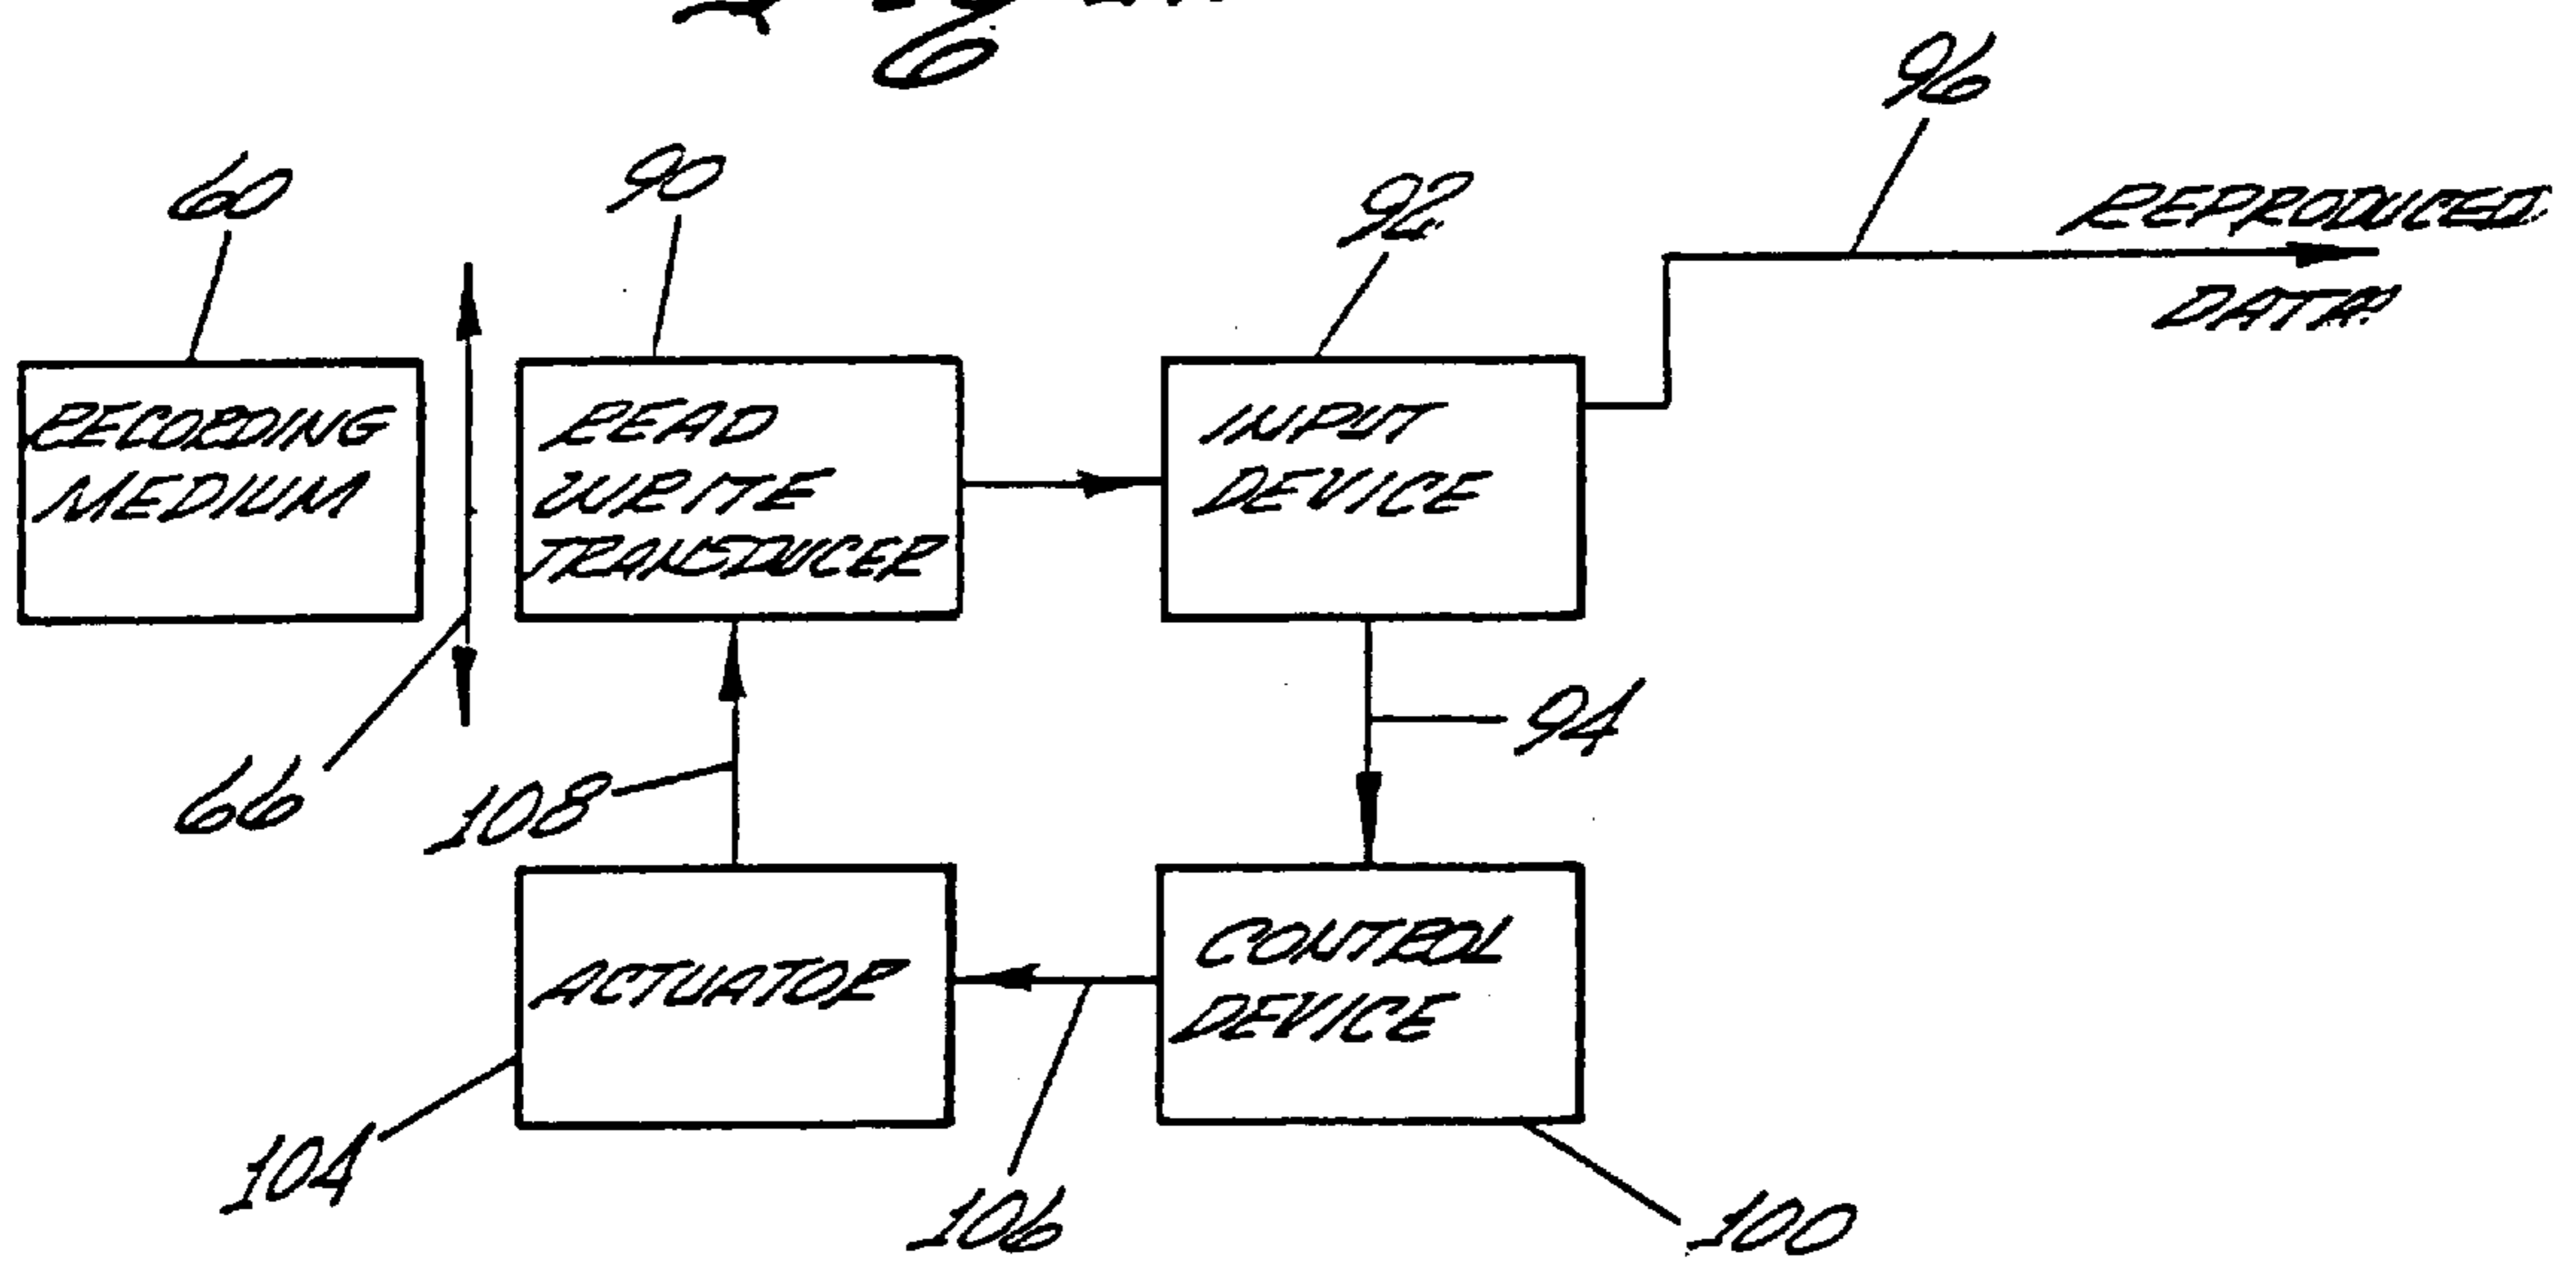 96
60
90
92
REPRODUCED
DATA
RECORDING
MEDIUM
READ
WRITE
TRANSDUCER
INPUT
DEVICE
94
66
108
ACTUATOR
CONTROL
DEVICE
104
106
100